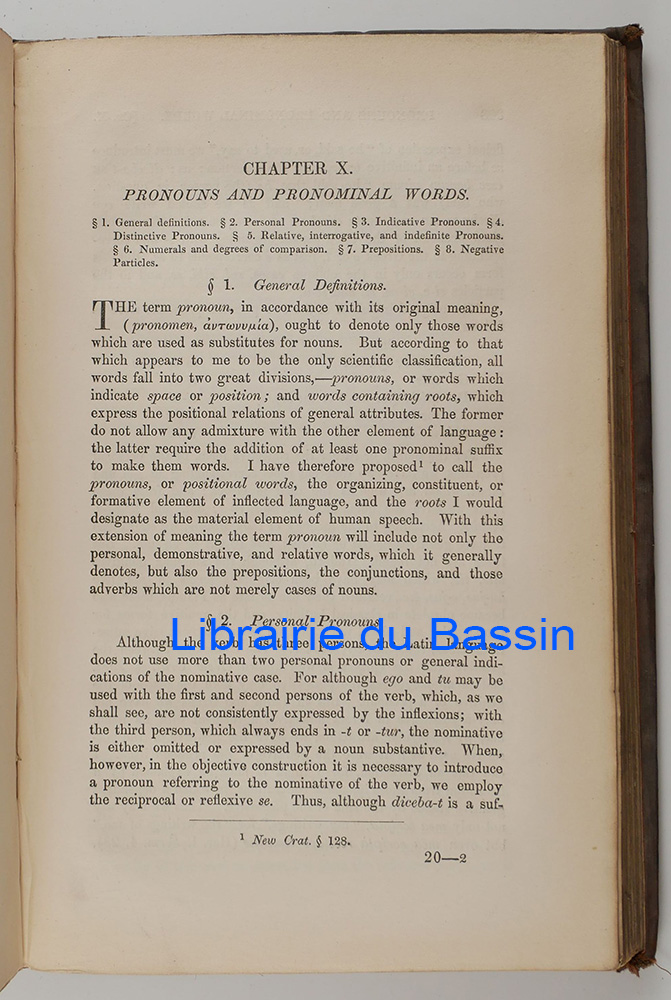 CHAPTER X.
PRONOUNS AND PRONOMINAL WORDS.
§ 1. General definitions. § 2. Personal Pronouns. § 3. Indicative Pronouns. § 4.
Distinctive Pronouns. § 5. Relative, interrogative, and indefinite Pronouns.
§ 6. Numerals and degrees of comparison. § 7. Prepositions. § 8. Negative
Particles.
§ 1. General Definitions.
THE term pronoun, in accordance with its original meaning,
(pronomen, ἀντωνυμία), ought to denote only those words
which are used as substitutes for nouns. But according to that
which appears to me to be the only scientific classification, all
words fall into two great divisions,—pronouns, or words which
indicate space or position; and words containing roots, which
express the positional relations of general attributes. The former
do not allow any admixture with the other element of language:
the latter require the addition of at least one pronominal suffix
to make them words. I have therefore proposed¹ to call the
pronouns, or positional words, the organizing, constituent, or
formative element of inflected language, and the roots I would
designate as the material element of human speech. With this
extension of meaning the term pronoun will include not only the
personal, demonstrative, and relative words, which it generally
denotes, but also the prepositions, the conjunctions, and those
adverbs which are not merely cases of nouns.
§ 2. Personal Pronouns.
Librairie du Bassin
Although the verb has three persons, the Latin language
does not use more than two personal pronouns or general indi-
cations of the nominative case. For although ego and tu may be
used with the first and second persons of the verb, which, as we
shall see, are not consistently expressed by the inflexions; with
the third person, which always ends in -t or -tur, the nominative
is either omitted or expressed by a noun substantive. When,
however, in the objective construction it is necessary to introduce
a pronoun referring to the nominative of the verb, we employ
the reciprocal or reflexive se. Thus, although diceba-t is a suf-
¹ New Crat. § 128.
20—2